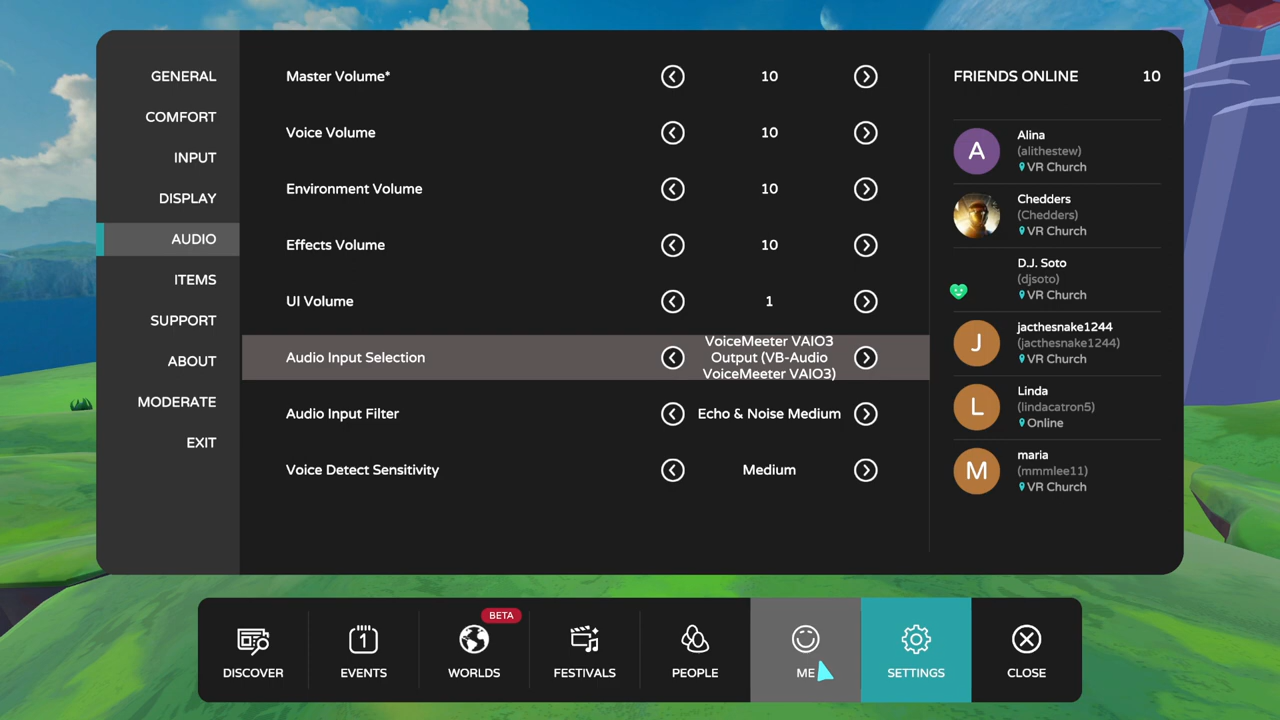 GENERAL
COMFORT
INPUT
DISPLAY
AUDIO
ITEMS
SUPPORT
ABOUT
MODERATE
EXIT
Master Volume*
10
Voice Volume
10
Environment Volume
10
Effects Volume
10
UI Volume
1
Audio Input Selection
VoiceMeeter VAIO3
Output (VB-Audio
VoiceMeeter VAIO3)
Audio Input Filter
Echo & Noise Medium
Voice Detect Sensitivity
Medium
FRIENDS ONLINE 10
A
Alina
(alithestew)
VR Church
Chedders
(Chedders)
VR Church
D.J. Soto
(djsoto)
VR Church
J
jacthesnake1244
(jacthesnake1244)
VR Church
L
Linda
(lindacatron5)
Online
M
maria
(mmmlee11)
VR Church
DISCOVER
1
EVENTS
BETA
WORLDS
FESTIVALS
PEOPLE
ME
SETTINGS
CLOSE